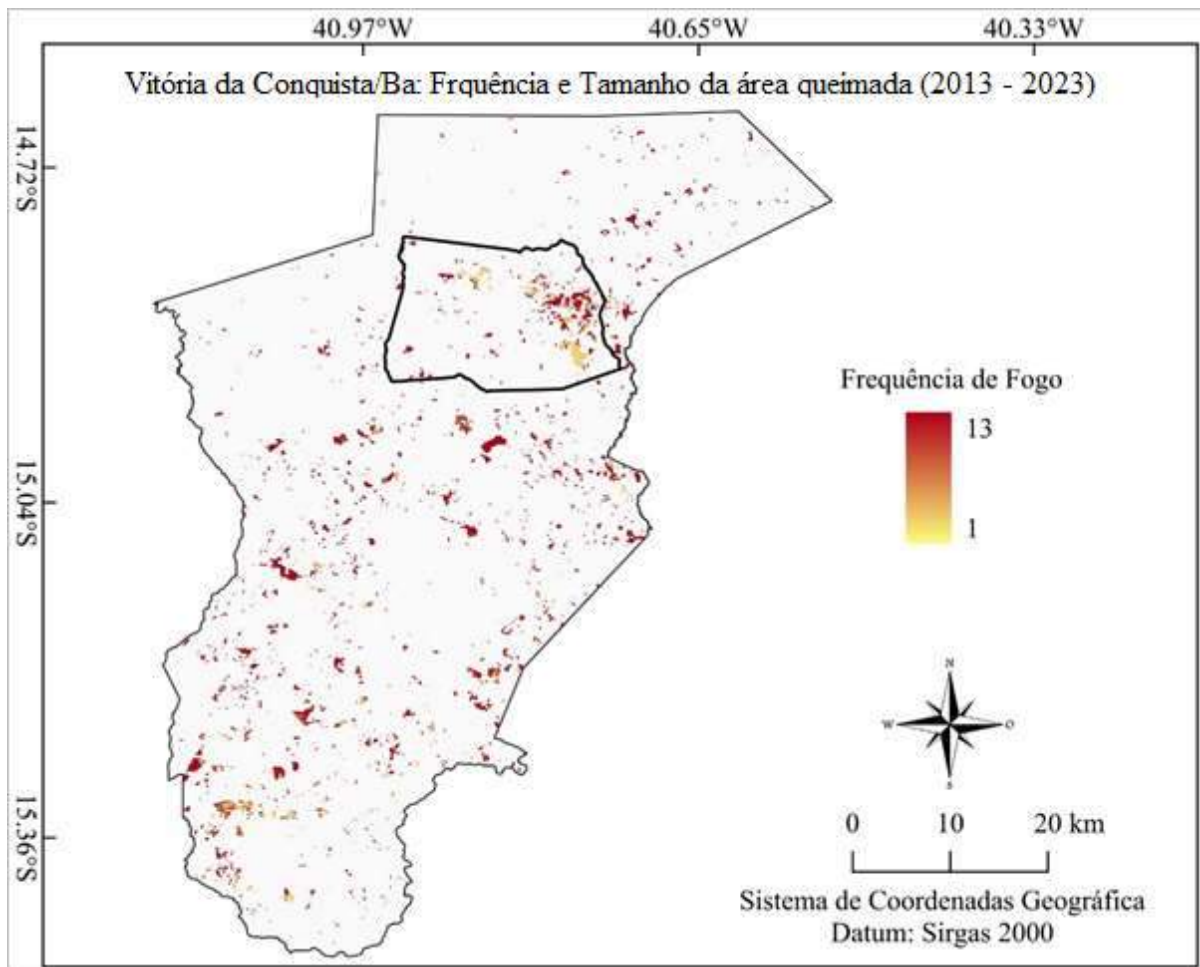 40.97°W 40.65°W 40.33°W
Vitória da Conquista/Ba: Frquência e Tamanho da área queimada (2013 - 2023)
14.72°S
15.04°S
15.36°S
Frequência de Fogo
13
1
N
W O
S
0 10 20 km
Sistema de Coordenadas Geográfica
Datum: Sirgas 2000